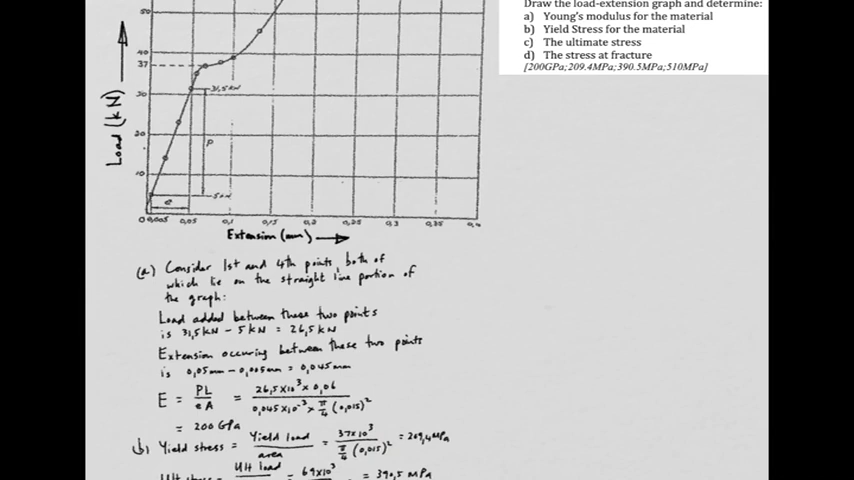 Draw the load-extension graph and determine:
a) Young's modulus for the material
b) Yield Stress for the material
c) The ultimate stress
d) The stress at fracture
[200GPa;209.4MPa;390.5MPa;510MPa]
50
40
37
30
20
10
Load (kN)
31,5kN
P
5kN
e
0 0,005 0,05 0,1 0,15 0,2 0,25 0,3 0,35 0,4
Extension (mm)
(a) Consider 1st and 4th points, both of
which lie on the straight line portion of
the graph:
Load added between these two points
is 31,5kN - 5kN = 26,5kN
Extension occuring between these two points
is 0,05mm - 0,005mm = 0,045mm
E = PL / eA = 26,5x10³ x 0,06 / 0,045x10⁻³ x π/4 (0,015)²
= 200 GPa
(b) Yield stress = Yield load / area = 37x10³ / π/4 (0,015)² = 209,4MPa
Ult stress = Ult load = 69x10³ = 390,5 MPa